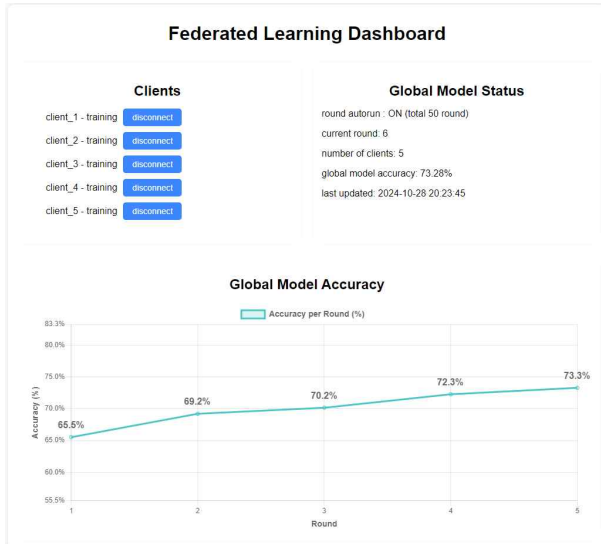 Federated Learning Dashboard
Clients
client_1 - training disconnect
client_2 - training disconnect
client_3 - training disconnect
client_4 - training disconnect
client_5 - training disconnect
Global Model Status
round autorun : ON (total 50 round)
current round: 6
number of clients: 5
global model accuracy: 73.28%
last updated: 2024-10-28 20:23:45
Global Model Accuracy
Accuracy per Round (%)
83.3%
80.0%
75.0%
70.0%
65.0%
60.0%
55.5%
Accuracy (%)
65.5%
69.2%
70.2%
72.3%
73.3%
1 2 3 4 5
Round